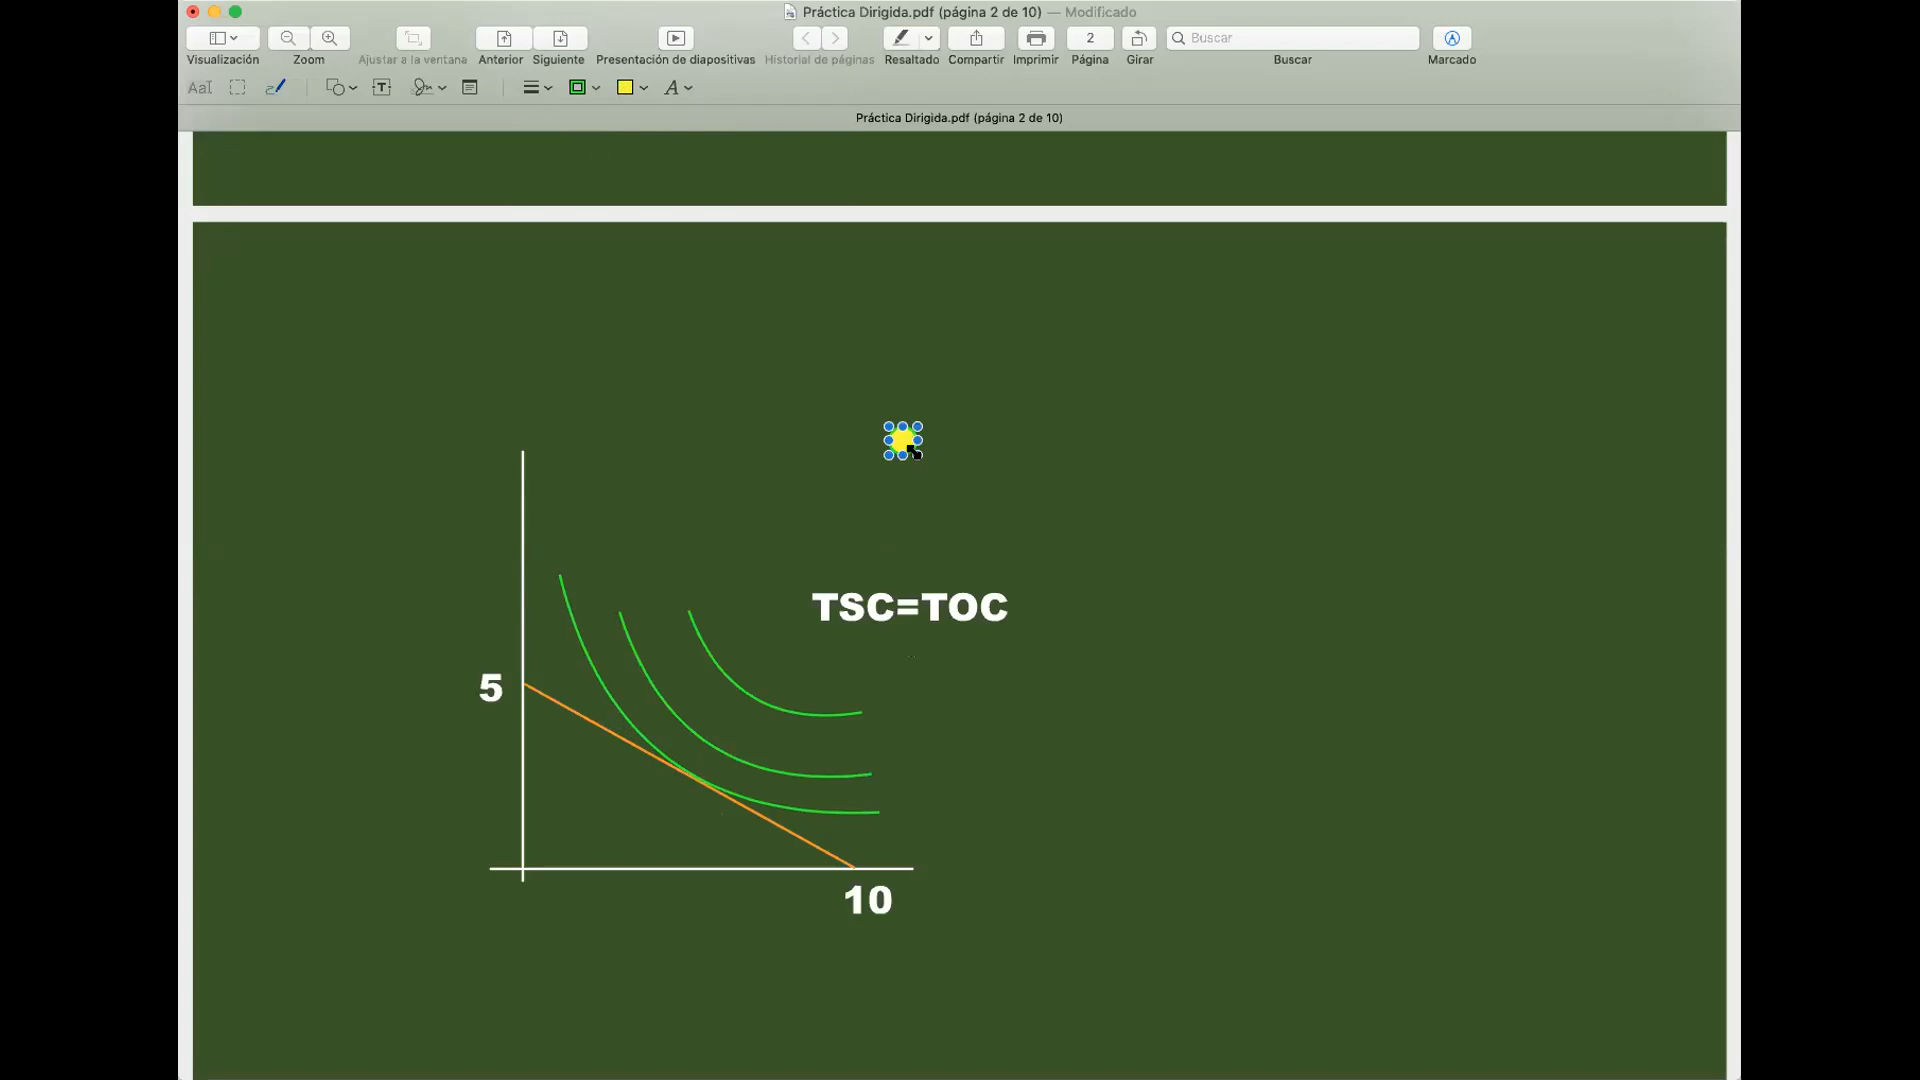 Práctica Dirigida.pdf (página 2 de 10) — Modificado
Buscar
2
Visualización Zoom Ajustar a la ventana Anterior Siguiente Presentación de diapositivas Historial de páginas Resaltado Compartir Imprimir Página Girar Buscar Marcado
AaI T A
Práctica Dirigida.pdf (página 2 de 10)
TSC=TOC
5
10